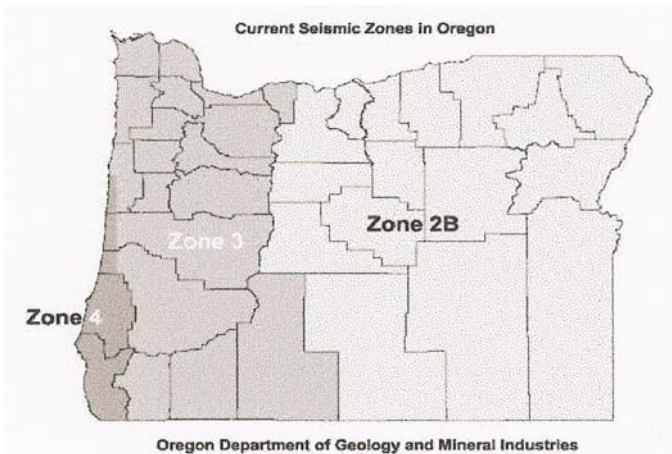 Current Seismic Zones in Oregon
Zone 3
Zone 2B
Zone 4
Oregon Department of Geology and Mineral Industries